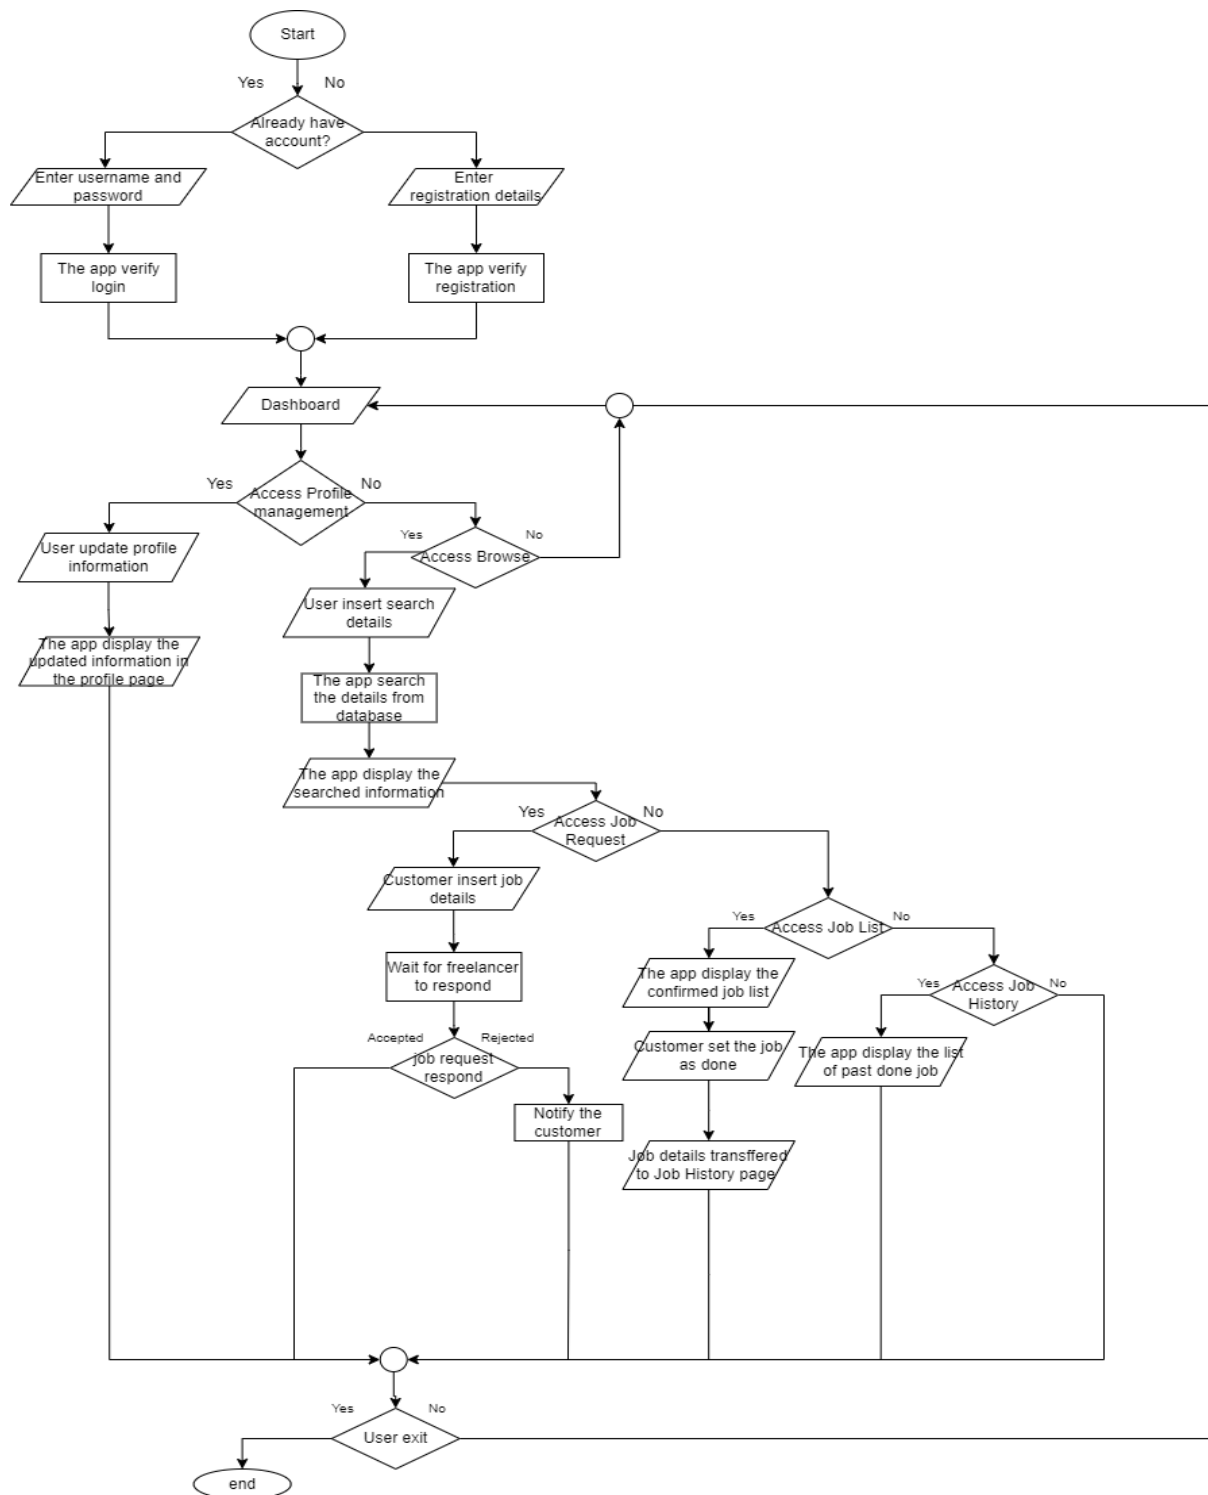 Start
Yes
No
Already have
account?
Enter username and
password
Enter
registration details
The app verify
login
The app verify
registration
Dashboard
Yes
No
Access Profile
management
Yes
No
User update profile
information
Access Browse
User insert search
details
The app display the
updated information in
the profile page
The app search
the details from
database
The app display the
searched information
Yes
No
Access Job
Request
Customer insert job
details
Yes
No
Access Job List
Wait for freelancer
to respond
The app display the
confirmed job list
Yes
No
Access Job
History
Accepted
Rejected
job request
respond
Customer set the job
as done
The app display the list
of past done job
Notify the
customer
Job details transffered
to Job History page
Yes
No
User exit
end